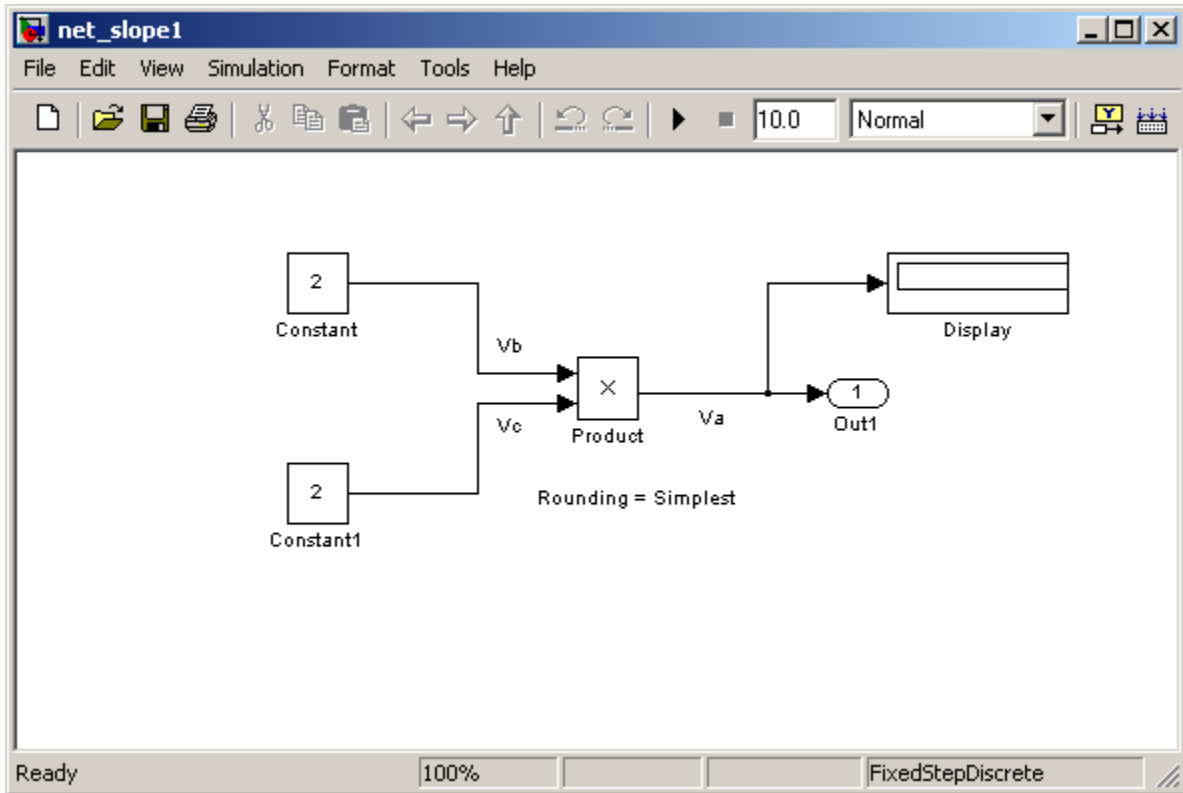 net_slope1
File Edit View Simulation Format Tools Help
10.0 Normal
2
Constant
Display
Vb
×
1
Vc
Product
Va
Out1
2
Rounding = Simplest
Constant1
Ready 100% FixedStepDiscrete